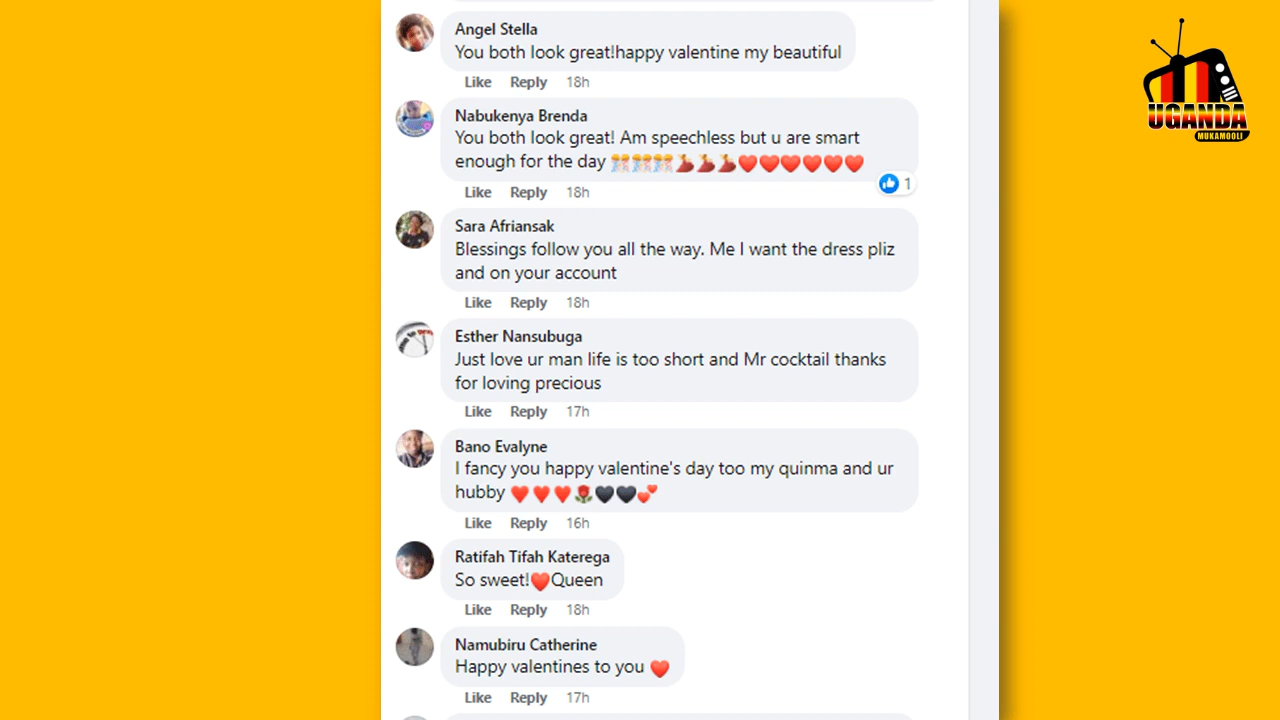 Angel Stella
You both look great!happy valentine my beautiful
Like Reply 18h
Nabukenya Brenda
You both look great! Am speechless but u are smart
enough for the day 👼👼👼💃💃💃❤️❤️❤️❤️❤️❤️
1
Like Reply 18h
Sara Afriansak
Blessings follow you all the way. Me I want the dress pliz
and on your account
Like Reply 18h
Esther Nansubuga
Just love ur man life is too short and Mr cocktail thanks
for loving precious
Like Reply 17h
Bano Evalyne
I fancy you happy valentine's day too my quinma and ur
hubby ❤️❤️❤️🌹🖤🖤💕
Like Reply 16h
Ratifah Tifah Katerega
So sweet!❤️Queen
Like Reply 18h
Namubiru Catherine
Happy valentines to you ❤️
Like Reply 17h
UGANDA
MUKAMOOLI